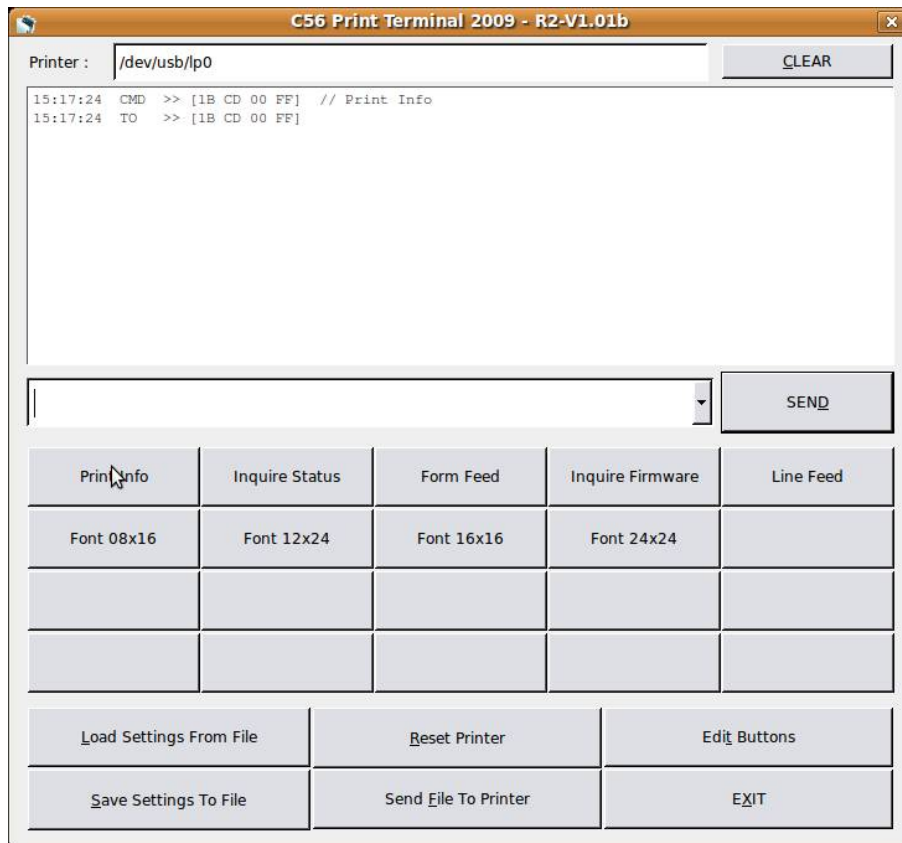 C56 Print Terminal 2009 - R2-V1.01b
Printer : /dev/usb/lp0 CLEAR
15:17:24 CMD >> [1B CD 00 FF] // Print Info
15:17:24 TO >> [1B CD 00 FF]
SEND
Print Info Inquire Status Form Feed Inquire Firmware Line Feed
Font 08x16 Font 12x24 Font 16x16 Font 24x24
Load Settings From File Reset Printer Edit Buttons
Save Settings To File Send File To Printer EXIT